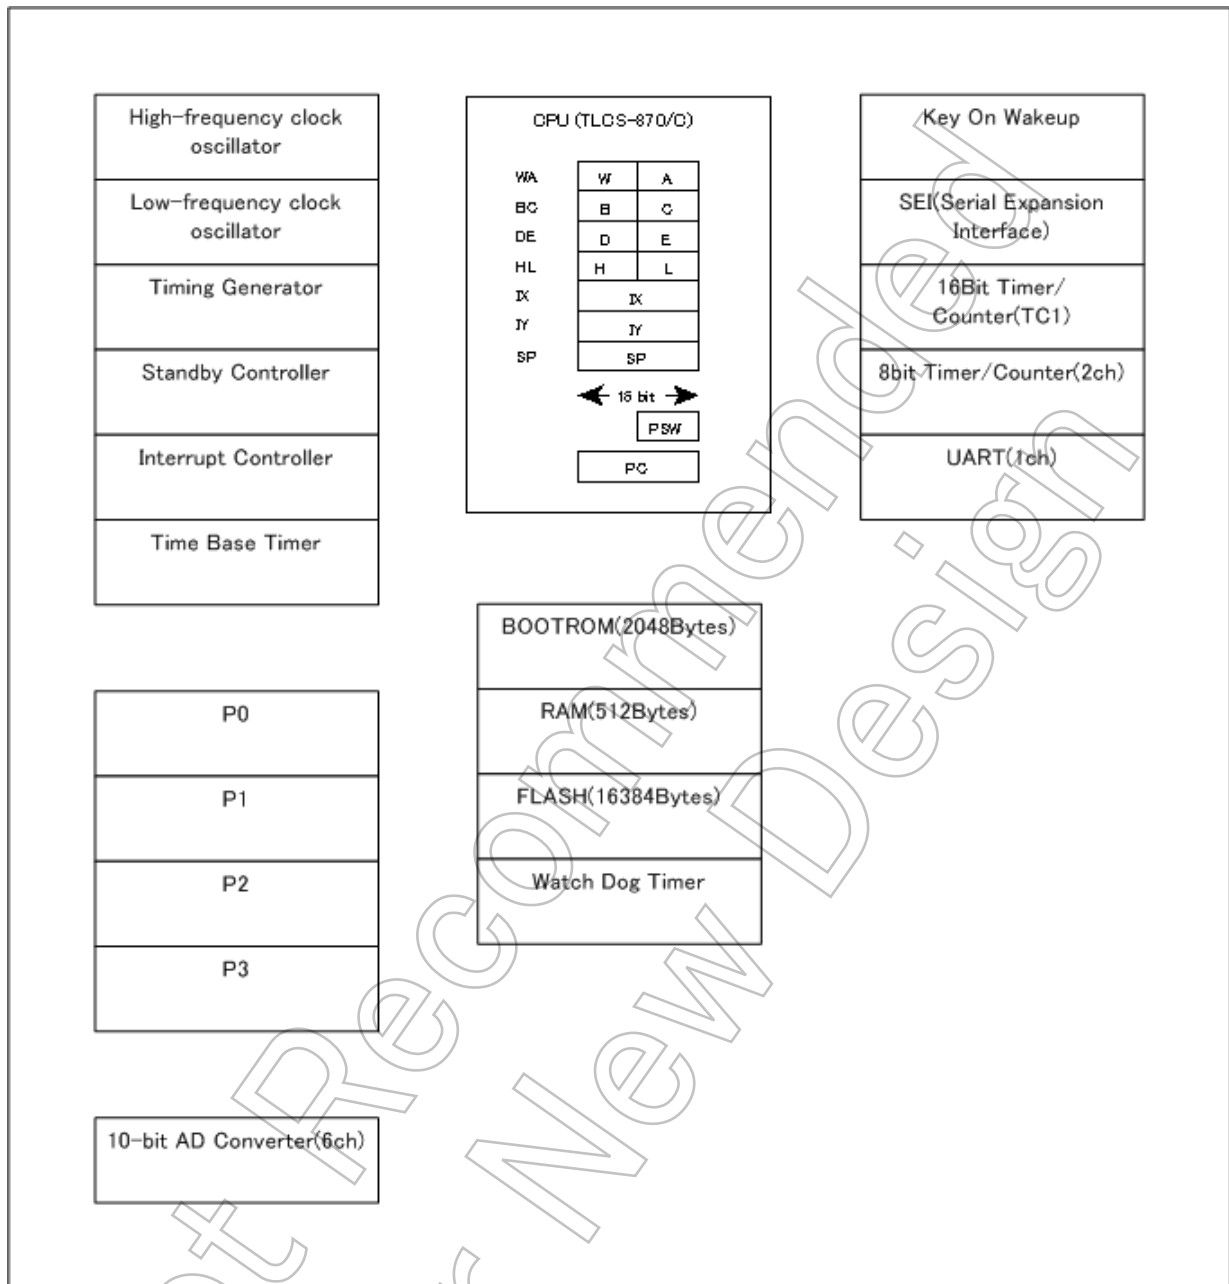 High-frequency clock
oscillator
Low-frequency clock
oscillator
Timing Generator
Standby Controller
Interrupt Controller
Time Base Timer
P0
P1
P2
P3
10-bit AD Converter(6ch)
CPU (TLCS-870/C)
WA W A
BC B C
DE D E
HL H L
IX IX
IY IY
SP SP
16 bit
PSW
PC
BOOTROM(2048Bytes)
RAM(512Bytes)
FLASH(16384Bytes)
Watch Dog Timer
Key On Wakeup
SEI(Serial Expansion
Interface)
16Bit Timer/
Counter(TC1)
8bit Timer/Counter(2ch)
UART(1ch)
Recommended
New Design